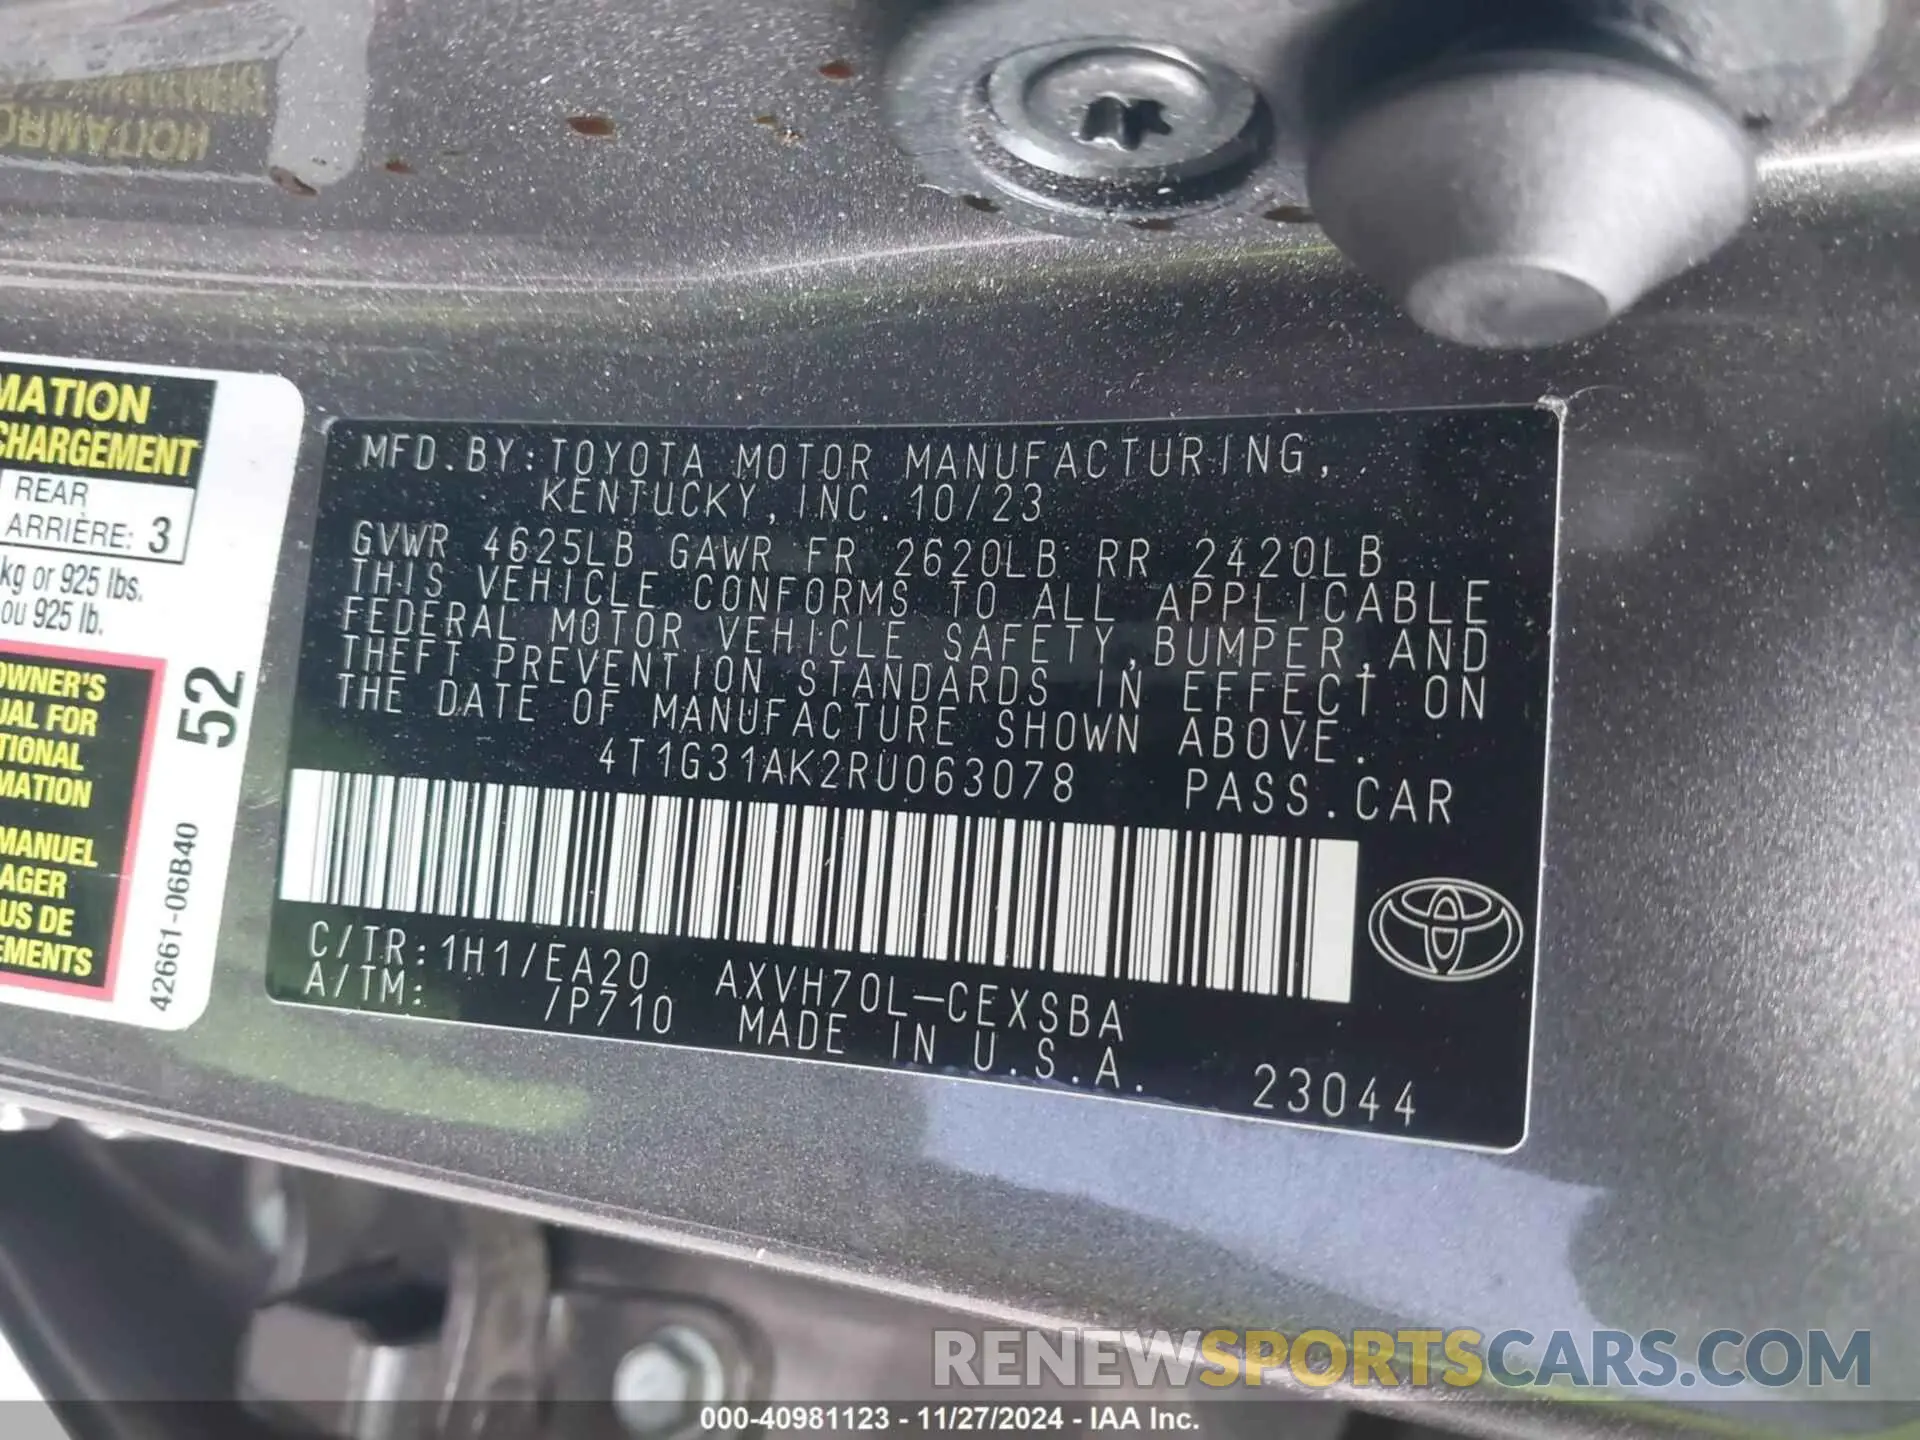 ORMATION
MATION
CHARGEMENT
REAR
ARRIÈRE: 3
kg or 925 lbs.
ou 925 lb.
OWNER'S
UAL FOR
TIONAL
MATION
MANUEL
AGER
US DE
EMENTS
52
42661-06B40
MFD.BY:TOYOTA MOTOR MANUFACTURING,
KENTUCKY,INC. 10/23
GVWR 4625LB GAWR FR 2620LB RR 2420LB
THIS VEHICLE CONFORMS TO ALL APPLICABLE
FEDERAL MOTOR VEHICLE SAFETY,BUMPER,AND
THEFT PREVENTION STANDARDS IN EFFECT ON
THE DATE OF MANUFACTURE SHOWN ABOVE.
4T1G31AK2RU063078 PASS.CAR
C/TR:1H1/EA20 AXVH70L-CEXSBA
A/TM: /P710 MADE IN U.S.A.
23044
RENEWSPORTSCARS.COM
000-40981123 - 11/27/2024 - IAA Inc.